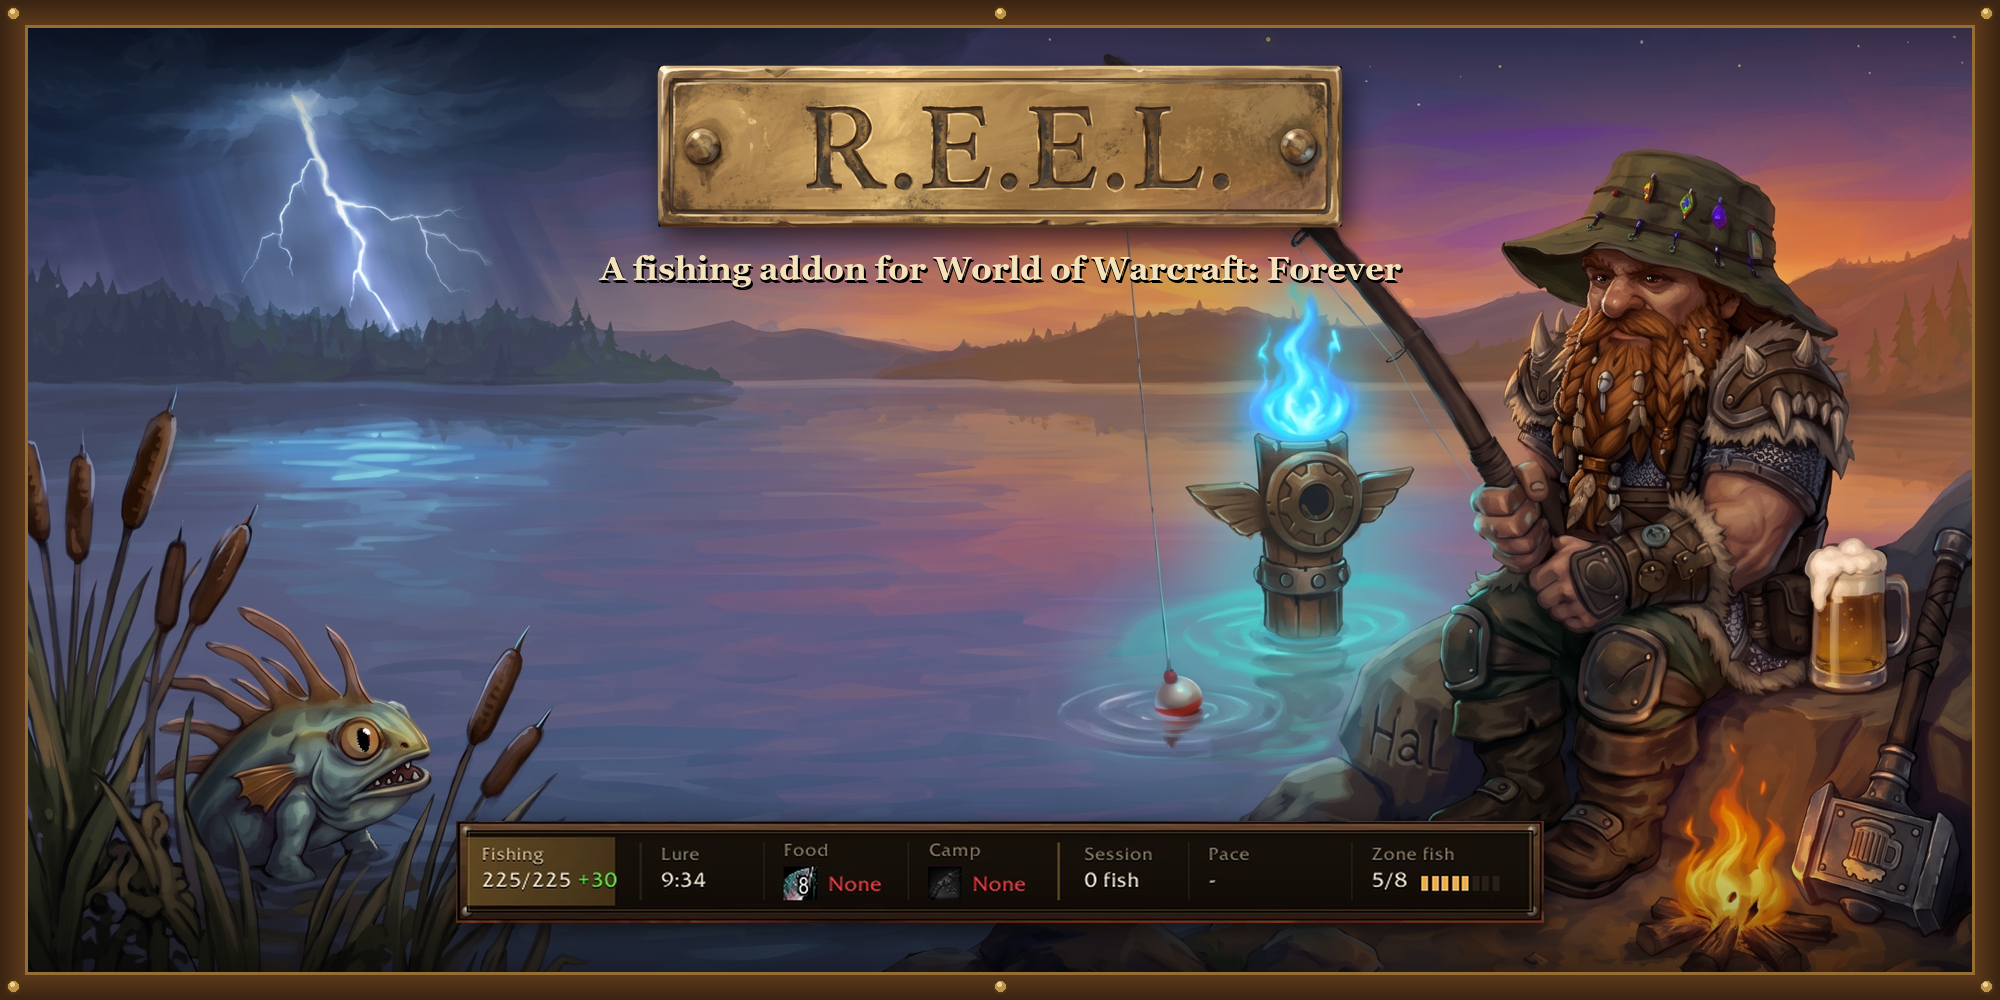 R.E.E.L.
A fishing addon for World of Warcraft: Forever
Hal
Fishing
225/225 +30
Lure
9:34
Food
8 None
Camp
None
Session
0 fish
Pace
-
Zone fish
5/8